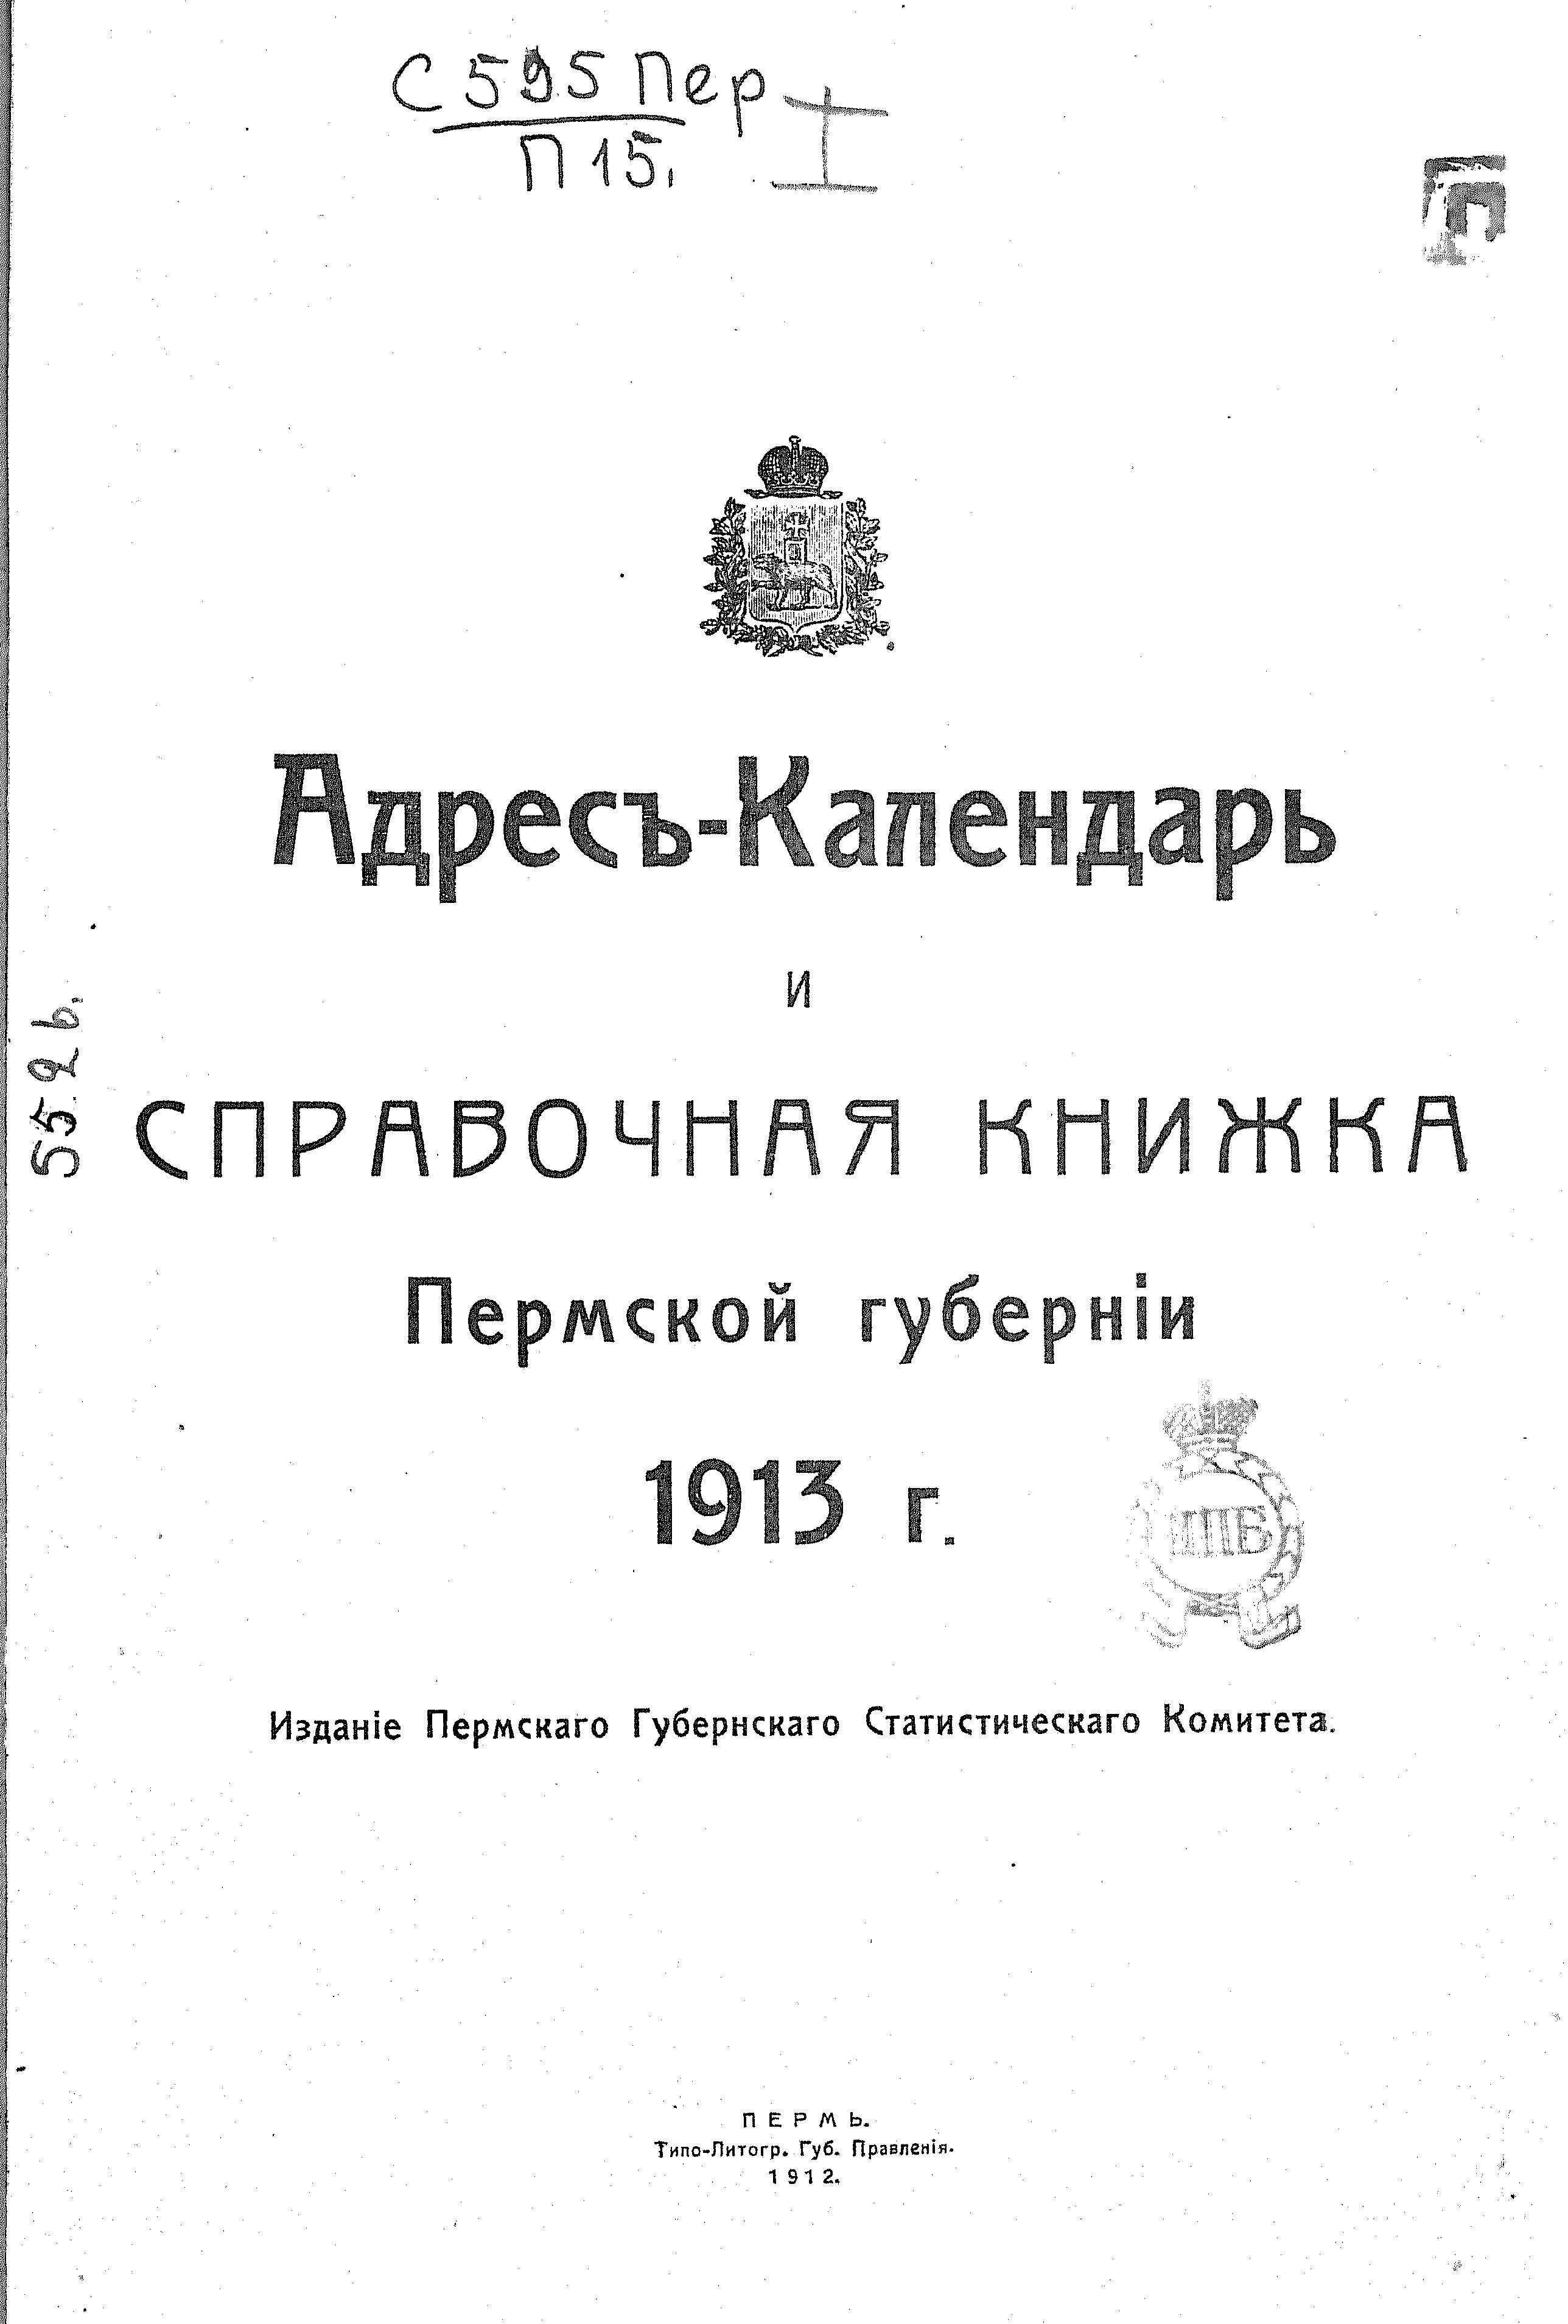 С 595 Пер
П 15.
I
Адресъ-Календарь
и
СПРАВОЧНАЯ КНИЖКА
Пермской губерніи
1913 г.
ИПБ
Изданіе Пермскаго Губернскаго Статистическаго Комитета.
ПЕРМЬ.
Типо-Литогр. Губ. Правленія.
1912.